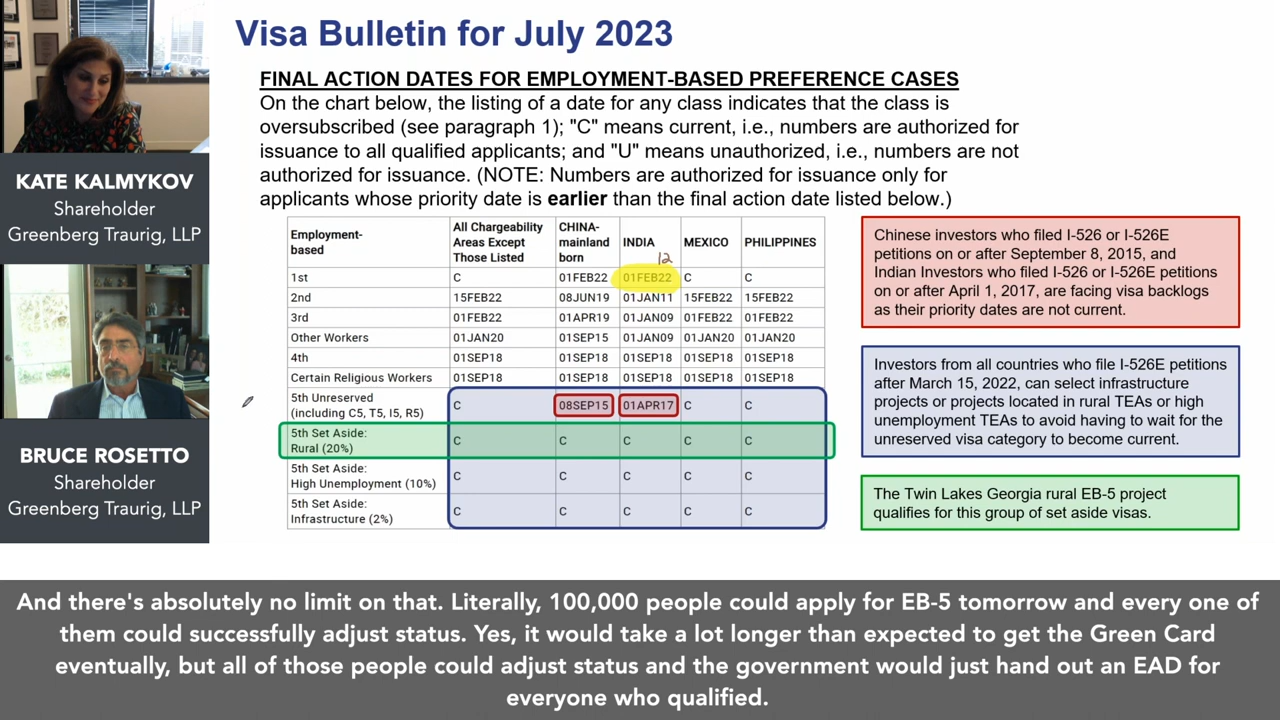 Visa Bulletin for July 2023
FINAL ACTION DATES FOR EMPLOYMENT-BASED PREFERENCE CASES
On the chart below, the listing of a date for any class indicates that the class is
oversubscribed (see paragraph 1); "C" means current, i.e., numbers are authorized for
issuance to all qualified applicants; and "U" means unauthorized, i.e., numbers are not
authorized for issuance. (NOTE: Numbers are authorized for issuance only for
applicants whose priority date is earlier than the final action date listed below.)
KATE KALMYKOV
Shareholder
Greenberg Traurig, LLP
BRUCE ROSETTO
Shareholder
Greenberg Traurig, LLP
Employment-
based
All Chargeability
Areas Except
Those Listed
CHINA-
mainland
born
INDIA
MEXICO
PHILIPPINES
12
1st C 01FEB22 01FEB22 C C
2nd 15FEB22 08JUN19 01JAN11 15FEB22 15FEB22
3rd 01FEB22 01APR19 01JAN09 01FEB22 01FEB22
Other Workers 01JAN20 01SEP15 01JAN09 01JAN20 01JAN20
4th 01SEP18 01SEP18 01SEP18 01SEP18 01SEP18
Certain Religious Workers 01SEP18 01SEP18 01SEP18 01SEP18 01SEP18
5th Unreserved
(including C5, T5, I5, R5) C 08SEP15 01APR17 C C
5th Set Aside:
Rural (20%) C C C C C
5th Set Aside:
High Unemployment (10%) C C C C C
5th Set Aside:
Infrastructure (2%) C C C C C
Chinese investors who filed I-526 or I-526E
petitions on or after September 8, 2015, and
Indian Investors who filed I-526 or I-526E petitions
on or after April 1, 2017, are facing visa backlogs
as their priority dates are not current.
Investors from all countries who file I-526E petitions
after March 15, 2022, can select infrastructure
projects or projects located in rural TEAs or high
unemployment TEAs to avoid having to wait for the
unreserved visa category to become current.
The Twin Lakes Georgia rural EB-5 project
qualifies for this group of set aside visas.
And there's absolutely no limit on that. Literally, 100,000 people could apply for EB-5 tomorrow and every one of
them could successfully adjust status. Yes, it would take a lot longer than expected to get the Green Card
eventually, but all of those people could adjust status and the government would just hand out an EAD for
everyone who qualified.